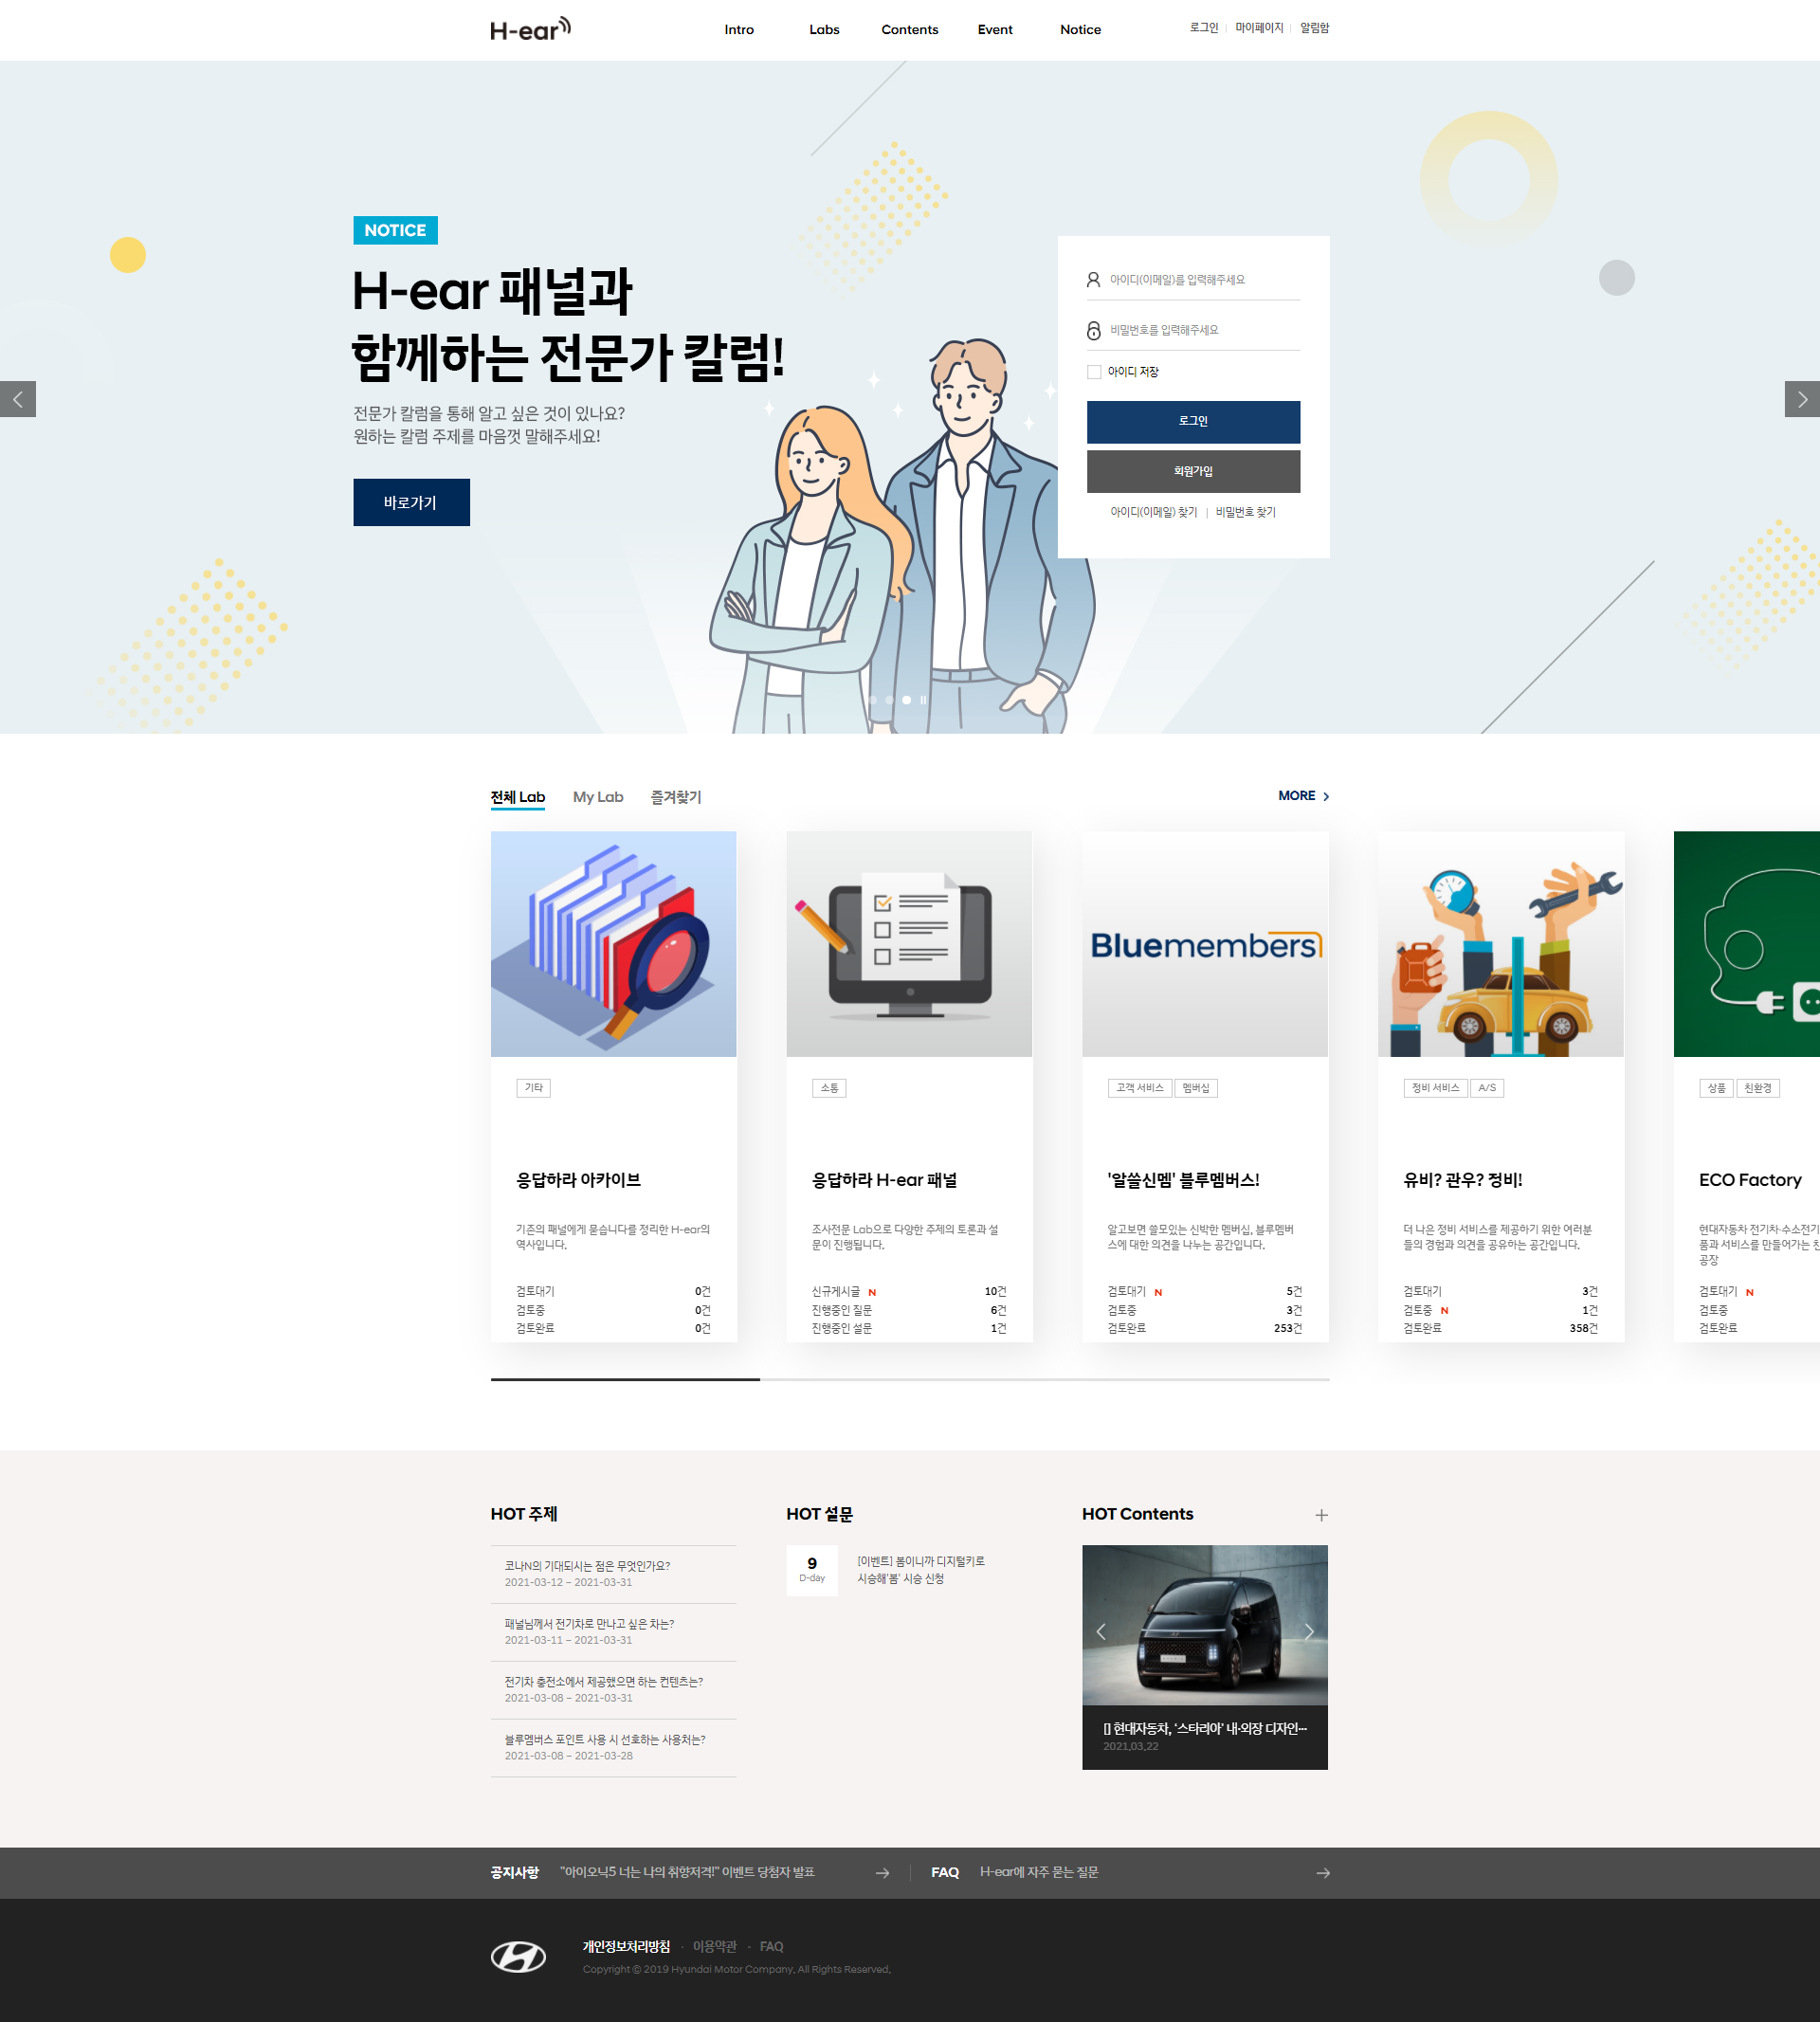 H-ear
Intro
Labs
Contents
Event
Notice
로그인
마이페이지
알림함
NOTICE
H-ear 패널과
함께하는 전문가 칼럼!
전문가 칼럼을 통해 알고 싶은 것이 있나요?
원하는 칼럼 주제를 마음껏 말해주세요!
바로가기
아이디(이메일)를 입력해주세요
비밀번호를 입력해주세요
아이디 저장
로그인
회원가입
아이디(이메일) 찾기 | 비밀번호 찾기
전체 Lab
My Lab
즐겨찾기
MORE
기타
응답하라 아카이브
기존의 패널에게 묻습니다를 정리한 H-ear의
역사입니다.
검토대기 0건
검토중 0건
검토완료 0건
소통
응답하라 H-ear 패널
조사전문 Lab으로 다양한 주제의 토론과 설
문이 진행됩니다.
신규게시글 N 10건
진행중인 질문 6건
진행중인 설문 1건
Bluemembers
고객 서비스
멤버십
'알쓸신멤' 블루멤버스!
알고보면 쓸모있는 신박한 멤버십, 블루멤버
스에 대한 의견을 나누는 공간입니다.
검토대기 N 5건
검토중 3건
검토완료 253건
정비 서비스
A/S
유비? 관우? 정비!
더 나은 정비 서비스를 제공하기 위한 여러분
들의 경험과 의견을 공유하는 공간입니다.
검토대기 3건
검토중 N 1건
검토완료 358건
상품
친환경
ECO Factory
현대자동차 전기차·수소전기
품과 서비스를 만들어가는 친
공장
검토대기 N
검토중
검토완료
HOT 주제
코나N의 기대되시는 점은 무엇인가요?
2021-03-12 ~ 2021-03-31
패널님께서 전기차로 만나고 싶은 차는?
2021-03-11 ~ 2021-03-31
전기차 충전소에서 제공했으면 하는 컨텐츠는?
2021-03-08 ~ 2021-03-31
블루멤버스 포인트 사용 시 선호하는 사용처는?
2021-03-08 ~ 2021-03-28
HOT 설문
9
D-day
[이벤트] 봄이니까 디지털키로
시승해'봄' 시승 신청
HOT Contents
[] 현대자동차, '스타리아' 내·외장 디자인…
2021.03.22
공지사항
"아이오닉5 너는 나의 취향저격!" 이벤트 당첨자 발표
FAQ
H-ear에 자주 묻는 질문
개인정보처리방침 · 이용약관 · FAQ
Copyright © 2019 Hyundai Motor Company. All Rights Reserved.